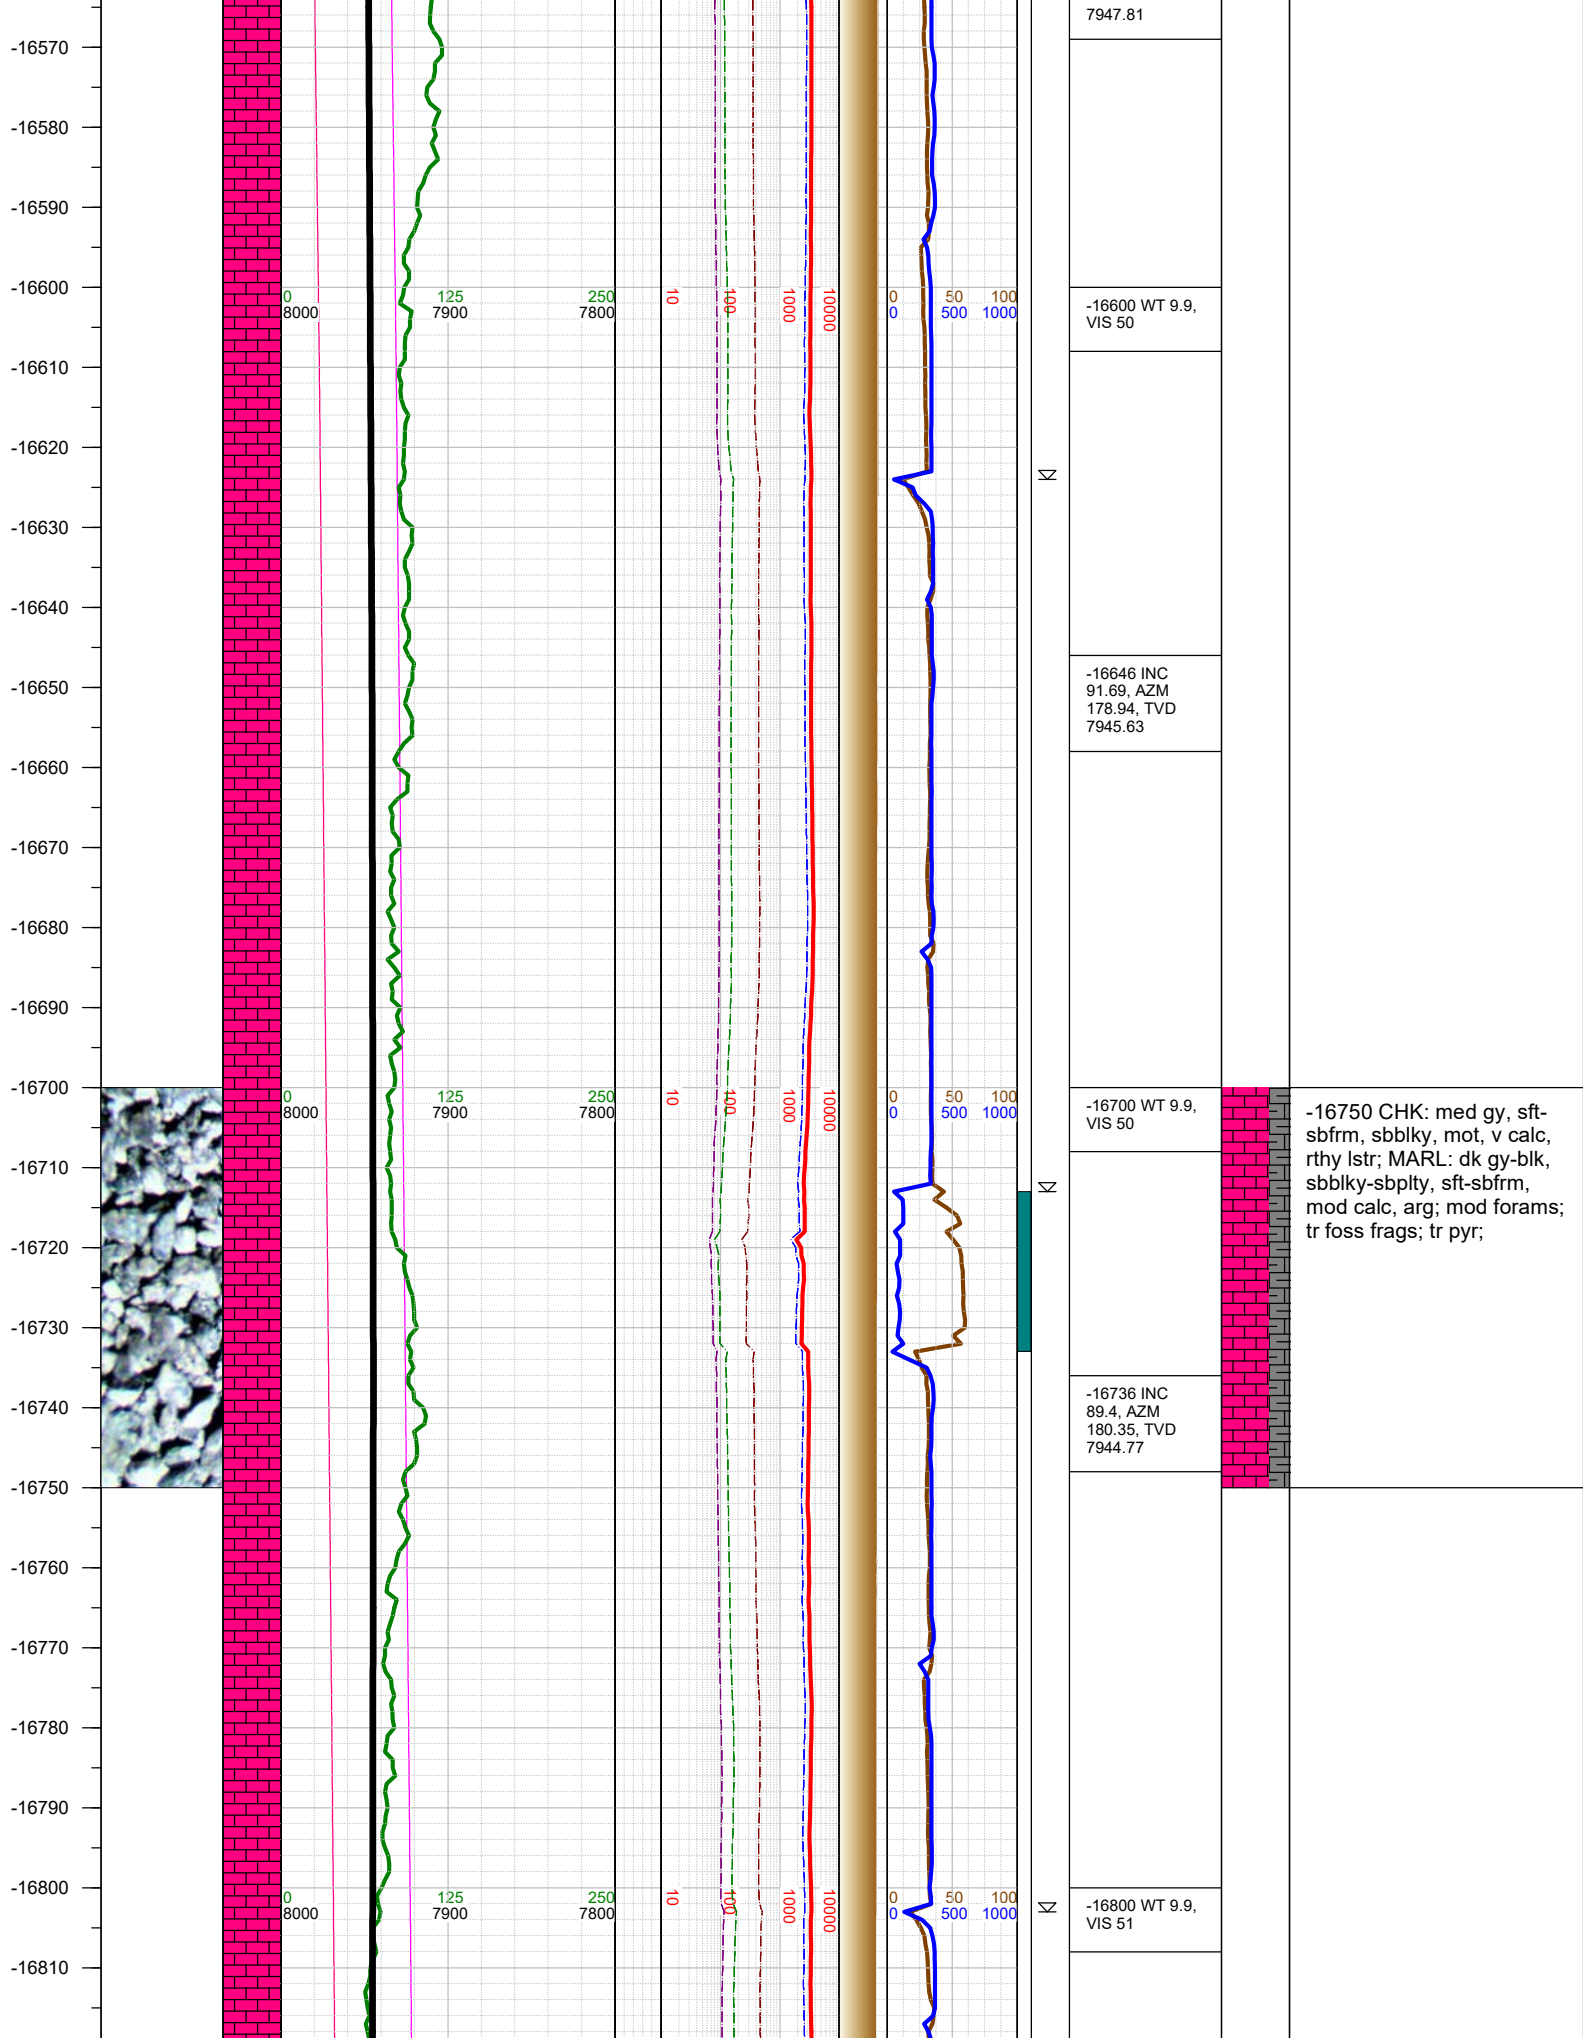 7947.81
-16570
-16580
-16590
-16600
0 125 250
8000 7900 7800
10 100 1000 10000
0 50 100
0 500 1000
-16600 WT 9.9,
VIS 50
-16610
-16620
-16630
-16640
-16650
-16646 INC
91.69, AZM
178.94, TVD
7945.63
-16660
-16670
-16680
-16690
-16700
0 125 250
8000 7900 7800
10 100 1000 10000
0 50 100
0 500 1000
-16700 WT 9.9,
VIS 50
-16750 CHK: med gy, sft-
sbfrm, sbblky, mot, v calc,
rthy lstr; MARL: dk gy-blk,
sbblky-sbplty, sft-sbfrm,
mod calc, arg; mod forams;
tr foss frags; tr pyr;
-16710
-16720
-16730
-16740
-16736 INC
89.4, AZM
180.35, TVD
7944.77
-16750
-16760
-16770
-16780
-16790
-16800
0 125 250
8000 7900 7800
10 100 1000 10000
0 50 100
0 500 1000
-16800 WT 9.9,
VIS 51
-16810